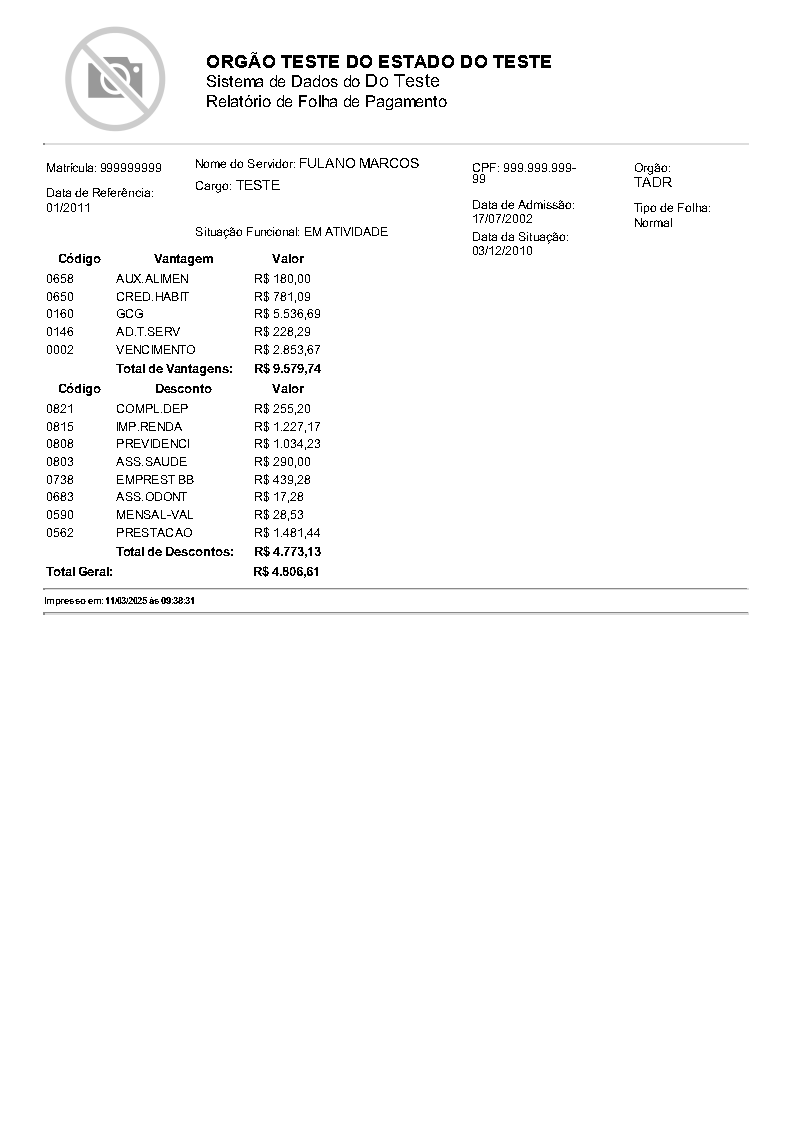 ORGÃO TESTE DO ESTADO DO TESTE
Sistema de Dados do Do Teste
Relatório de Folha de Pagamento
Matrícula: 999999999
Data de Referência:
01/2011
Nome do Servidor: FULANO MARCOS
Cargo: TESTE
Situação Funcional: EM ATIVIDADE
CPF: 999.999.999-
99
Data de Admissão:
17/07/2002
Data da Situação:
03/12/2010
Orgão:
TADR
Tipo de Folha:
Normal
Código Vantagem Valor
0658 AUX.ALIMEN R$ 180,00
0650 CRED.HABIT R$ 781,09
0160 GCG R$ 5.536,69
0146 AD.T.SERV R$ 228,29
0002 VENCIMENTO R$ 2.853,67
Total de Vantagens: R$ 9.579,74
Código Desconto Valor
0821 COMPL.DEP R$ 255,20
0815 IMP.RENDA R$ 1.227,17
0808 PREVIDENCI R$ 1.034,23
0803 ASS.SAUDE R$ 290,00
0738 EMPREST BB R$ 439,28
0683 ASS.ODONT R$ 17,28
0590 MENSAL-VAL R$ 28,53
0562 PRESTACAO R$ 1.481,44
Total de Descontos: R$ 4.773,13
Total Geral: R$ 4.806,61
Impresso em: 11/03/2025 às 09:38:31